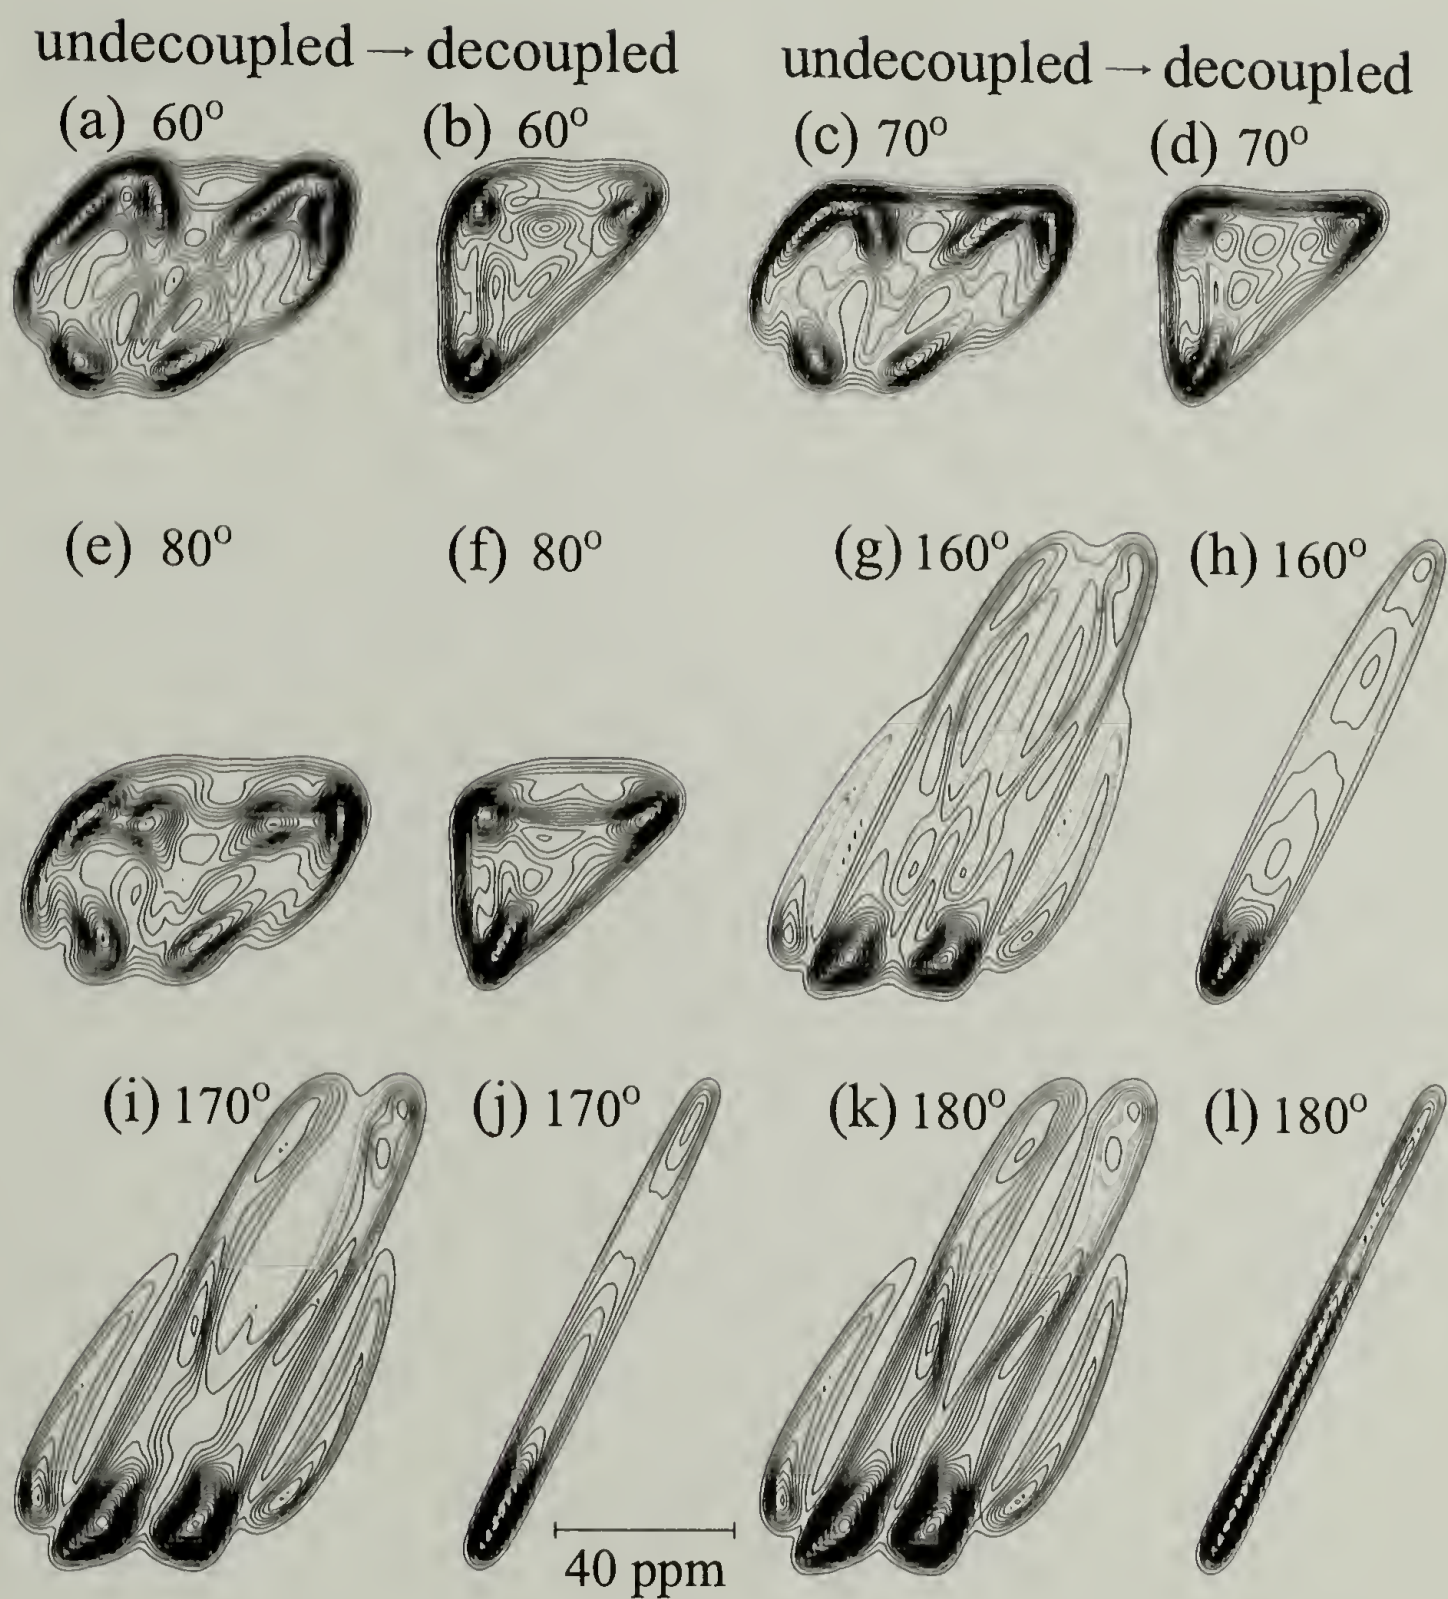 undecoupled → decoupled
undecoupled → decoupled
(a) 60°
(b) 60°
(c) 70°
(d) 70°
(e) 80°
(f) 80°
(g) 160°
(h) 160°
(i) 170°
(j) 170°
(k) 180°
(l) 180°
40 ppm